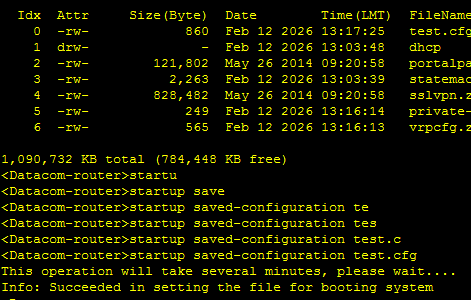 Idx  Attr     Size(Byte)  Date        Time(LMT)  FileName
0  -rw-            860  Feb 12 2026 13:17:25   test.cfg
1  drw-              -  Feb 12 2026 13:03:48   dhcp
2  -rw-        121,802  May 26 2014 09:20:58   portalpa
3  -rw-          2,263  Feb 12 2026 13:03:39   statemac
4  -rw-        828,482  May 26 2014 09:20:58   sslvpn.z
5  -rw-            249  Feb 12 2026 13:16:14   private-
6  -rw-            565  Feb 12 2026 13:16:13   vrpcfg.z
1,090,732 KB total (784,448 KB free)
<Datacom-router>startu
<Datacom-router>startup save
<Datacom-router>startup saved-configuration te
<Datacom-router>startup saved-configuration tes
<Datacom-router>startup saved-configuration test.c
<Datacom-router>startup saved-configuration test.cfg
This operation will take several minutes, please wait....
Info: Succeeded in setting the file for booting system